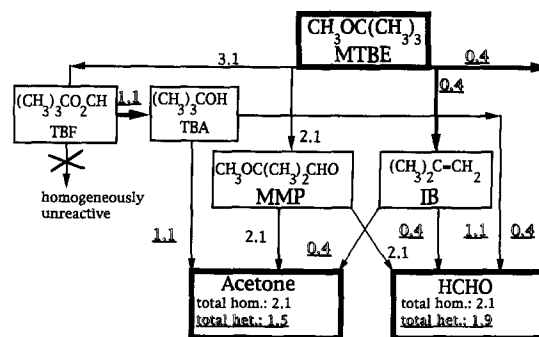 CH₃OC(CH₃)₃
MTBE
0.4
3.1
0.4
(CH₃)₃CO₂CH
TBF
1.1
(CH₃)₃COH
TBA
2.1
homogeneously
unreactive
CH₃OC(CH₃)₂CHO
MMP
(CH₃)₂C=CH₂
IB
1.1
2.1
0.4
0.4
2.1
1.1
0.4
Acetone
total hom.: 2.1
total het.: 1.5
HCHO
total hom.: 2.1
total het.: 1.9